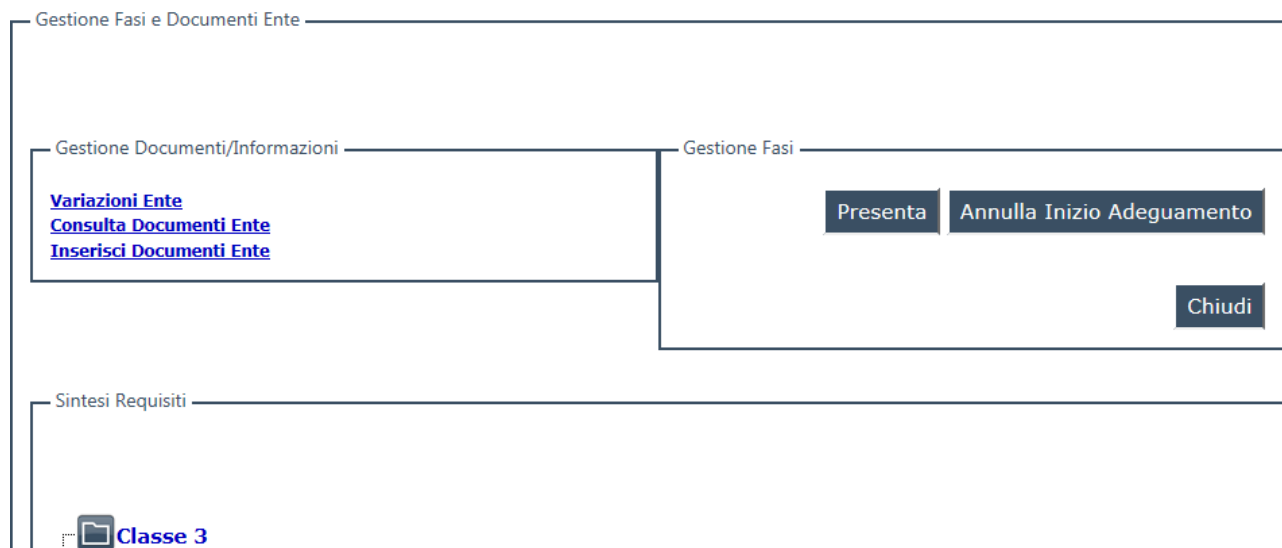 Gestione Fasi e Documenti Ente
Gestione Documenti/Informazioni
Variazioni Ente
Consulta Documenti Ente
Inserisci Documenti Ente
Gestione Fasi
Presenta
Annulla Inizio Adeguamento
Chiudi
Sintesi Requisiti
Classe 3